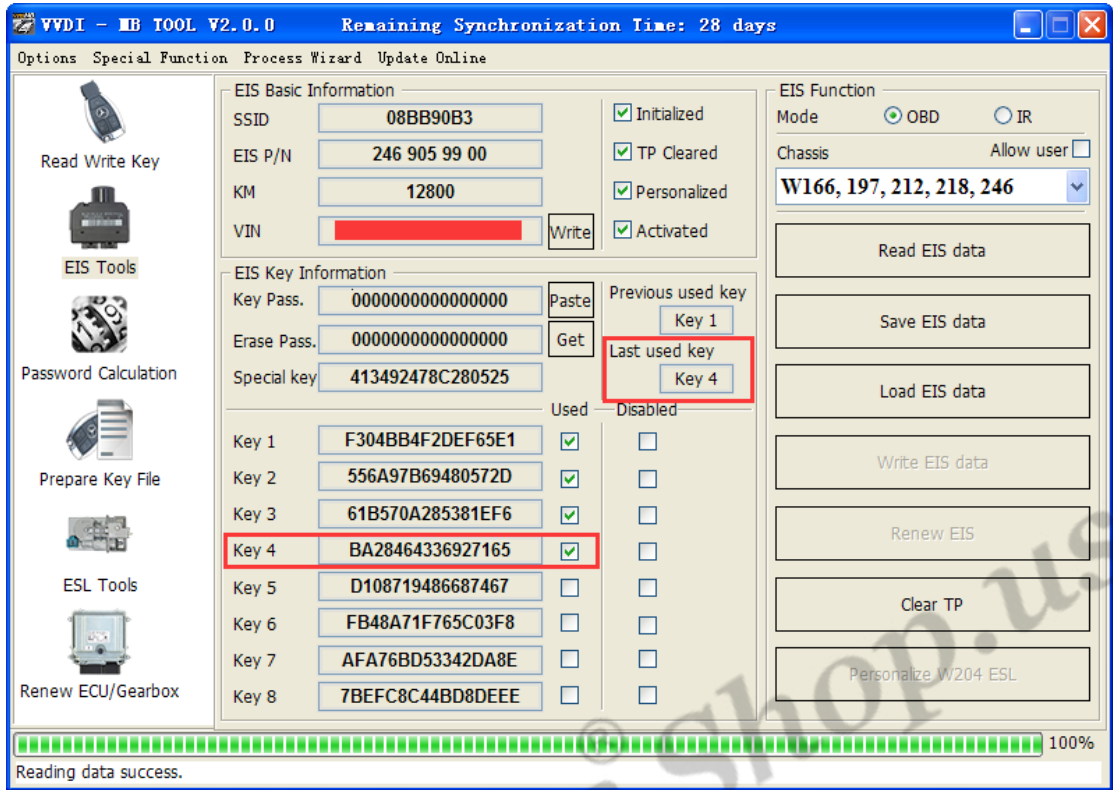 VVDI - MB TOOL V2.0.0 Remaining Synchronization Time: 28 days
Options Special Function Process Wizard Update Online
Read Write Key
EIS Tools
Password Calculation
Prepare Key File
ESL Tools
Renew ECU/Gearbox
EIS Basic Information
SSID 08BB90B3 Initialized
EIS P/N 246 905 99 00 TP Cleared
KM 12800 Personalized
VIN Write Activated
EIS Key Information
Key Pass. 0000000000000000 Paste
Erase Pass. 0000000000000000 Get
Special key 413492478C280525
Previous used key
Key 1
Last used key
Key 4
Used Disabled
Key 1 F304BB4F2DEF65E1
Key 2 556A97B69480572D
Key 3 61B570A285381EF6
Key 4 BA28464336927165
Key 5 D108719486687467
Key 6 FB48A71F765C03F8
Key 7 AFA76BD53342DA8E
Key 8 7BEFC8C44BD8DEEE
EIS Function
Mode OBD IR
Chassis Allow user
W166, 197, 212, 218, 246
Read EIS data
Save EIS data
Load EIS data
Write EIS data
Renew EIS
Clear TP
Personalize W204 ESL
100%
Reading data success.
® Shop.us